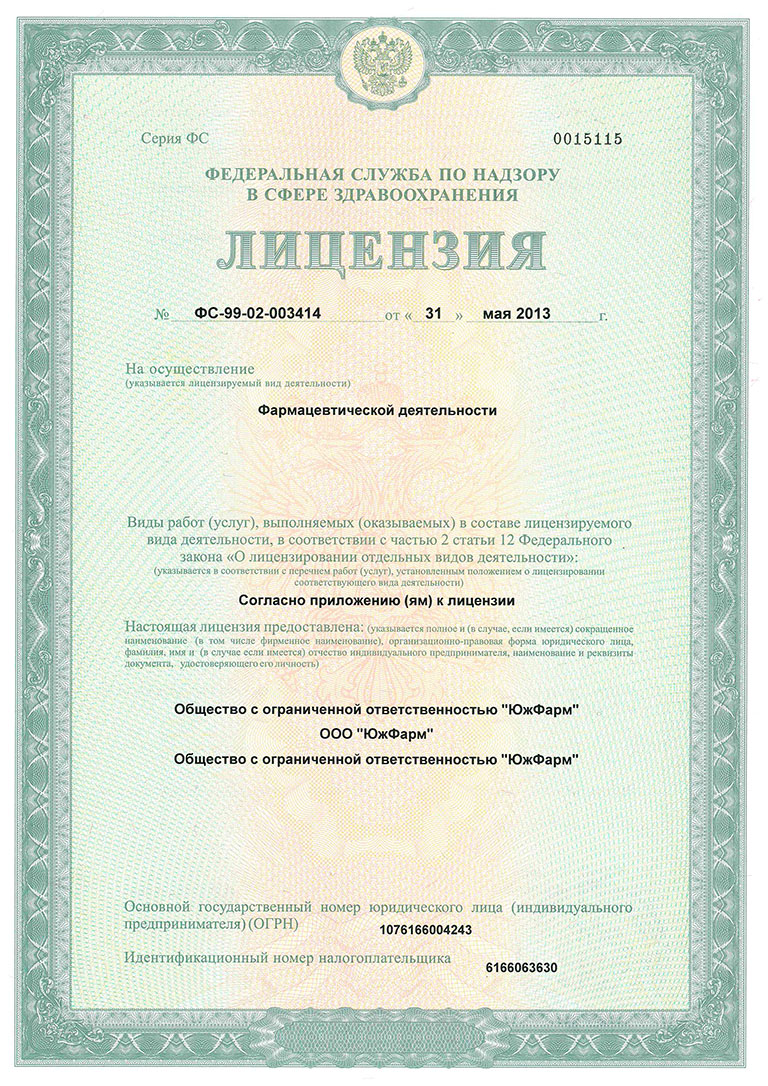 Серия ФС 0015115
ФЕДЕРАЛЬНАЯ СЛУЖБА ПО НАДЗОРУ
В СФЕРЕ ЗДРАВООХРАНЕНИЯ
ЛИЦЕНЗИЯ
№ ФС-99-02-003414 от « 31 » мая 2013 г.
На осуществление
(указывается лицензируемый вид деятельности)
Фармацевтической деятельности
Виды работ (услуг), выполняемых (оказываемых) в составе лицензируемого
вида деятельности, в соответствии с частью 2 статьи 12 Федерального
закона «О лицензировании отдельных видов деятельности»:
(указывается в соответствии с перечнем работ (услуг), установленным положением о лицензировании
соответствующего вида деятельности)
Согласно приложению (ям) к лицензии
Настоящая лицензия предоставлена: (указывается полное и (в случае, если имеется) сокращенное
наименование (в том числе фирменное наименование), организационно-правовая форма юридического лица,
фамилия, имя и (в случае если имеется) отчество индивидуального предпринимателя, наименование и реквизиты
документа, удостоверяющего его личность)
Общество с ограниченной ответственностью "ЮжФарм"
ООО "ЮжФарм"
Общество с ограниченной ответственностью "ЮжФарм"
Основной государственный номер юридического лица (индивидуального
предпринимателя) (ОГРН) 1076166004243
Идентификационный номер налогоплательщика 6166063630